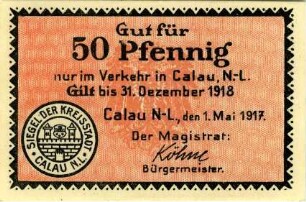 Gut für
50 Pfennig
nur im Verkehr in Calau, N-L.
Gilt bis 31. Dezember 1918
Calau N-L., den 1. Mai 1917.
Der Magistrat:
Köhne
Bürgermeister.
SIEGEL DER KREISSTADT
CALAU N.L.